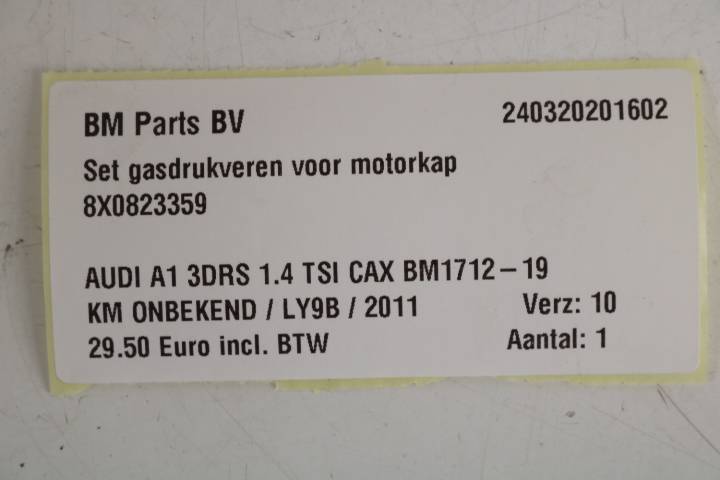 BM Parts BV 240320201602
Set gasdrukveren voor motorkap
8X0823359
AUDI A1 3DRS 1.4 TSI CAX BM1712-19
KM ONBEKEND / LY9B / 2011 Verz: 10
29.50 Euro incl. BTW Aantal: 1